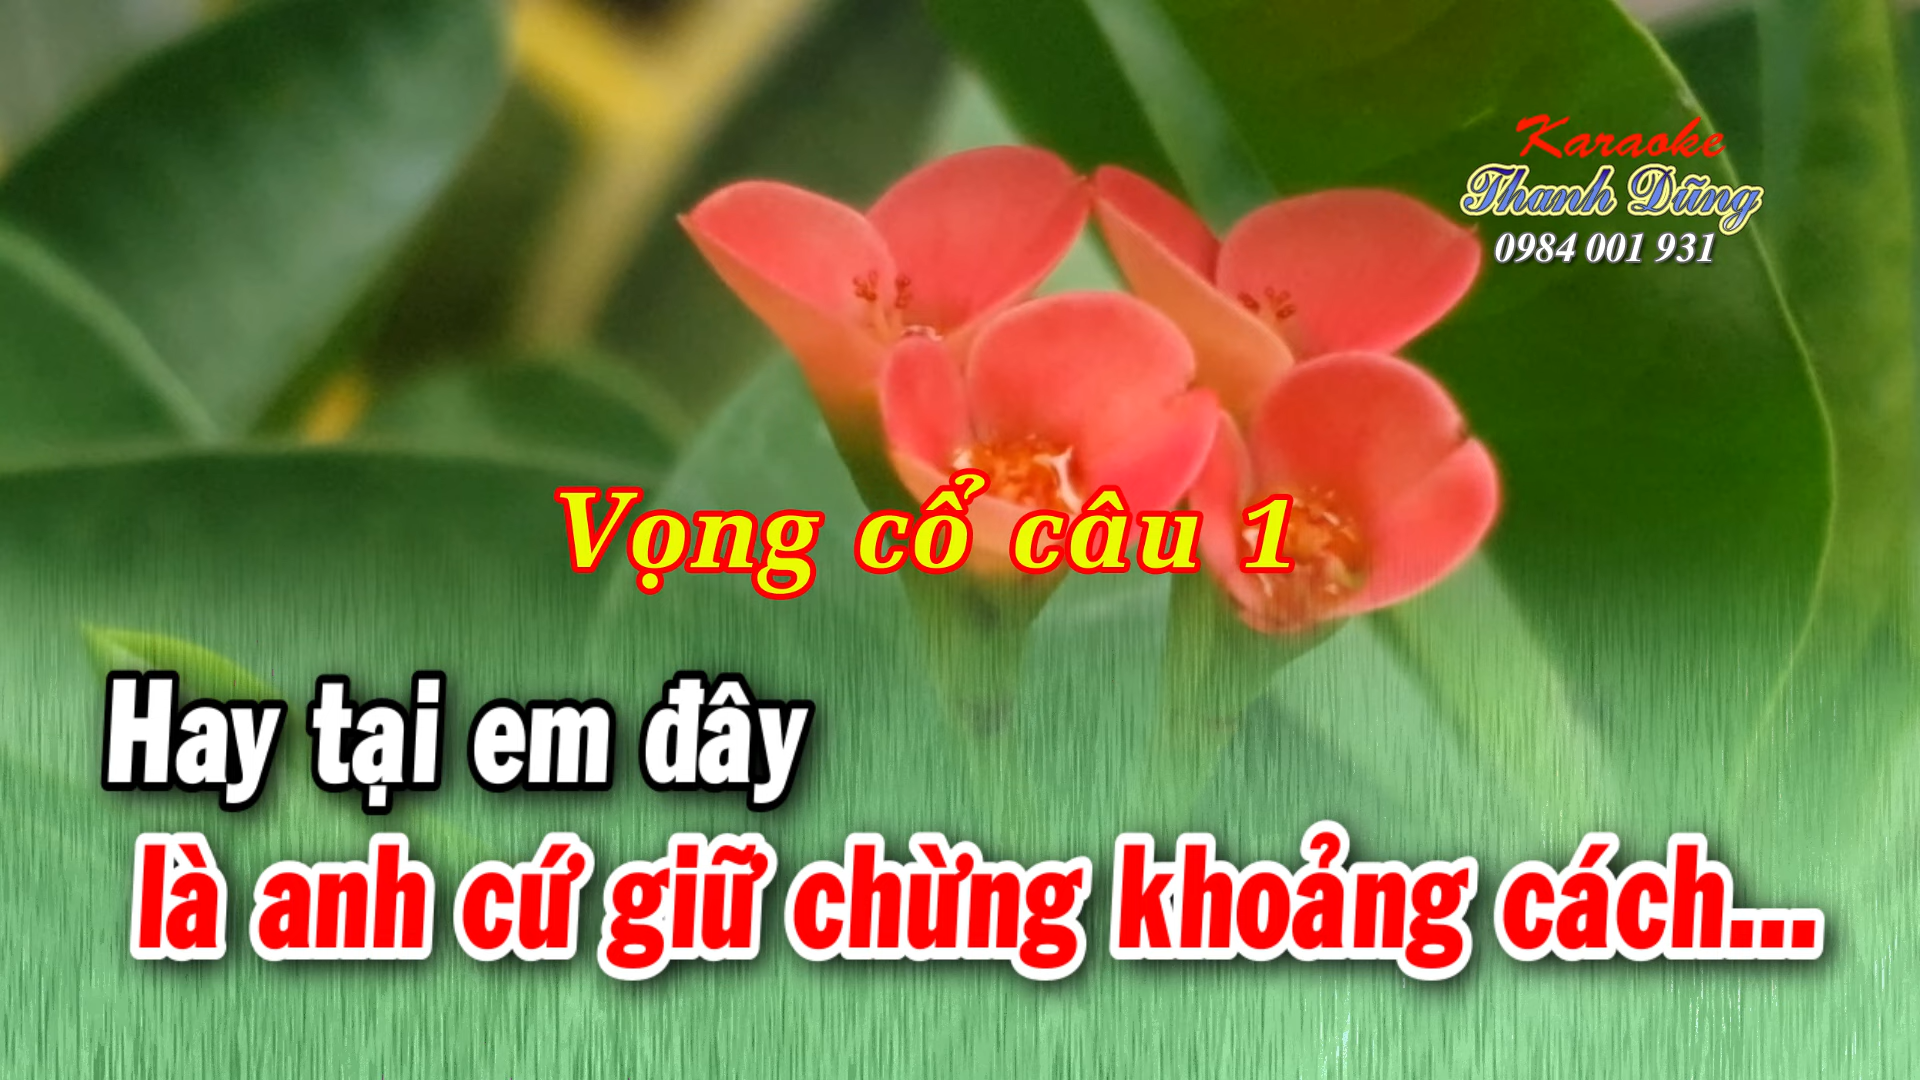 Karaoke
Thanh Dũng
0984 001 931
Vọng cổ câu 1
Hay tại em đây
là anh cứ giữ chừng khoảng cách...